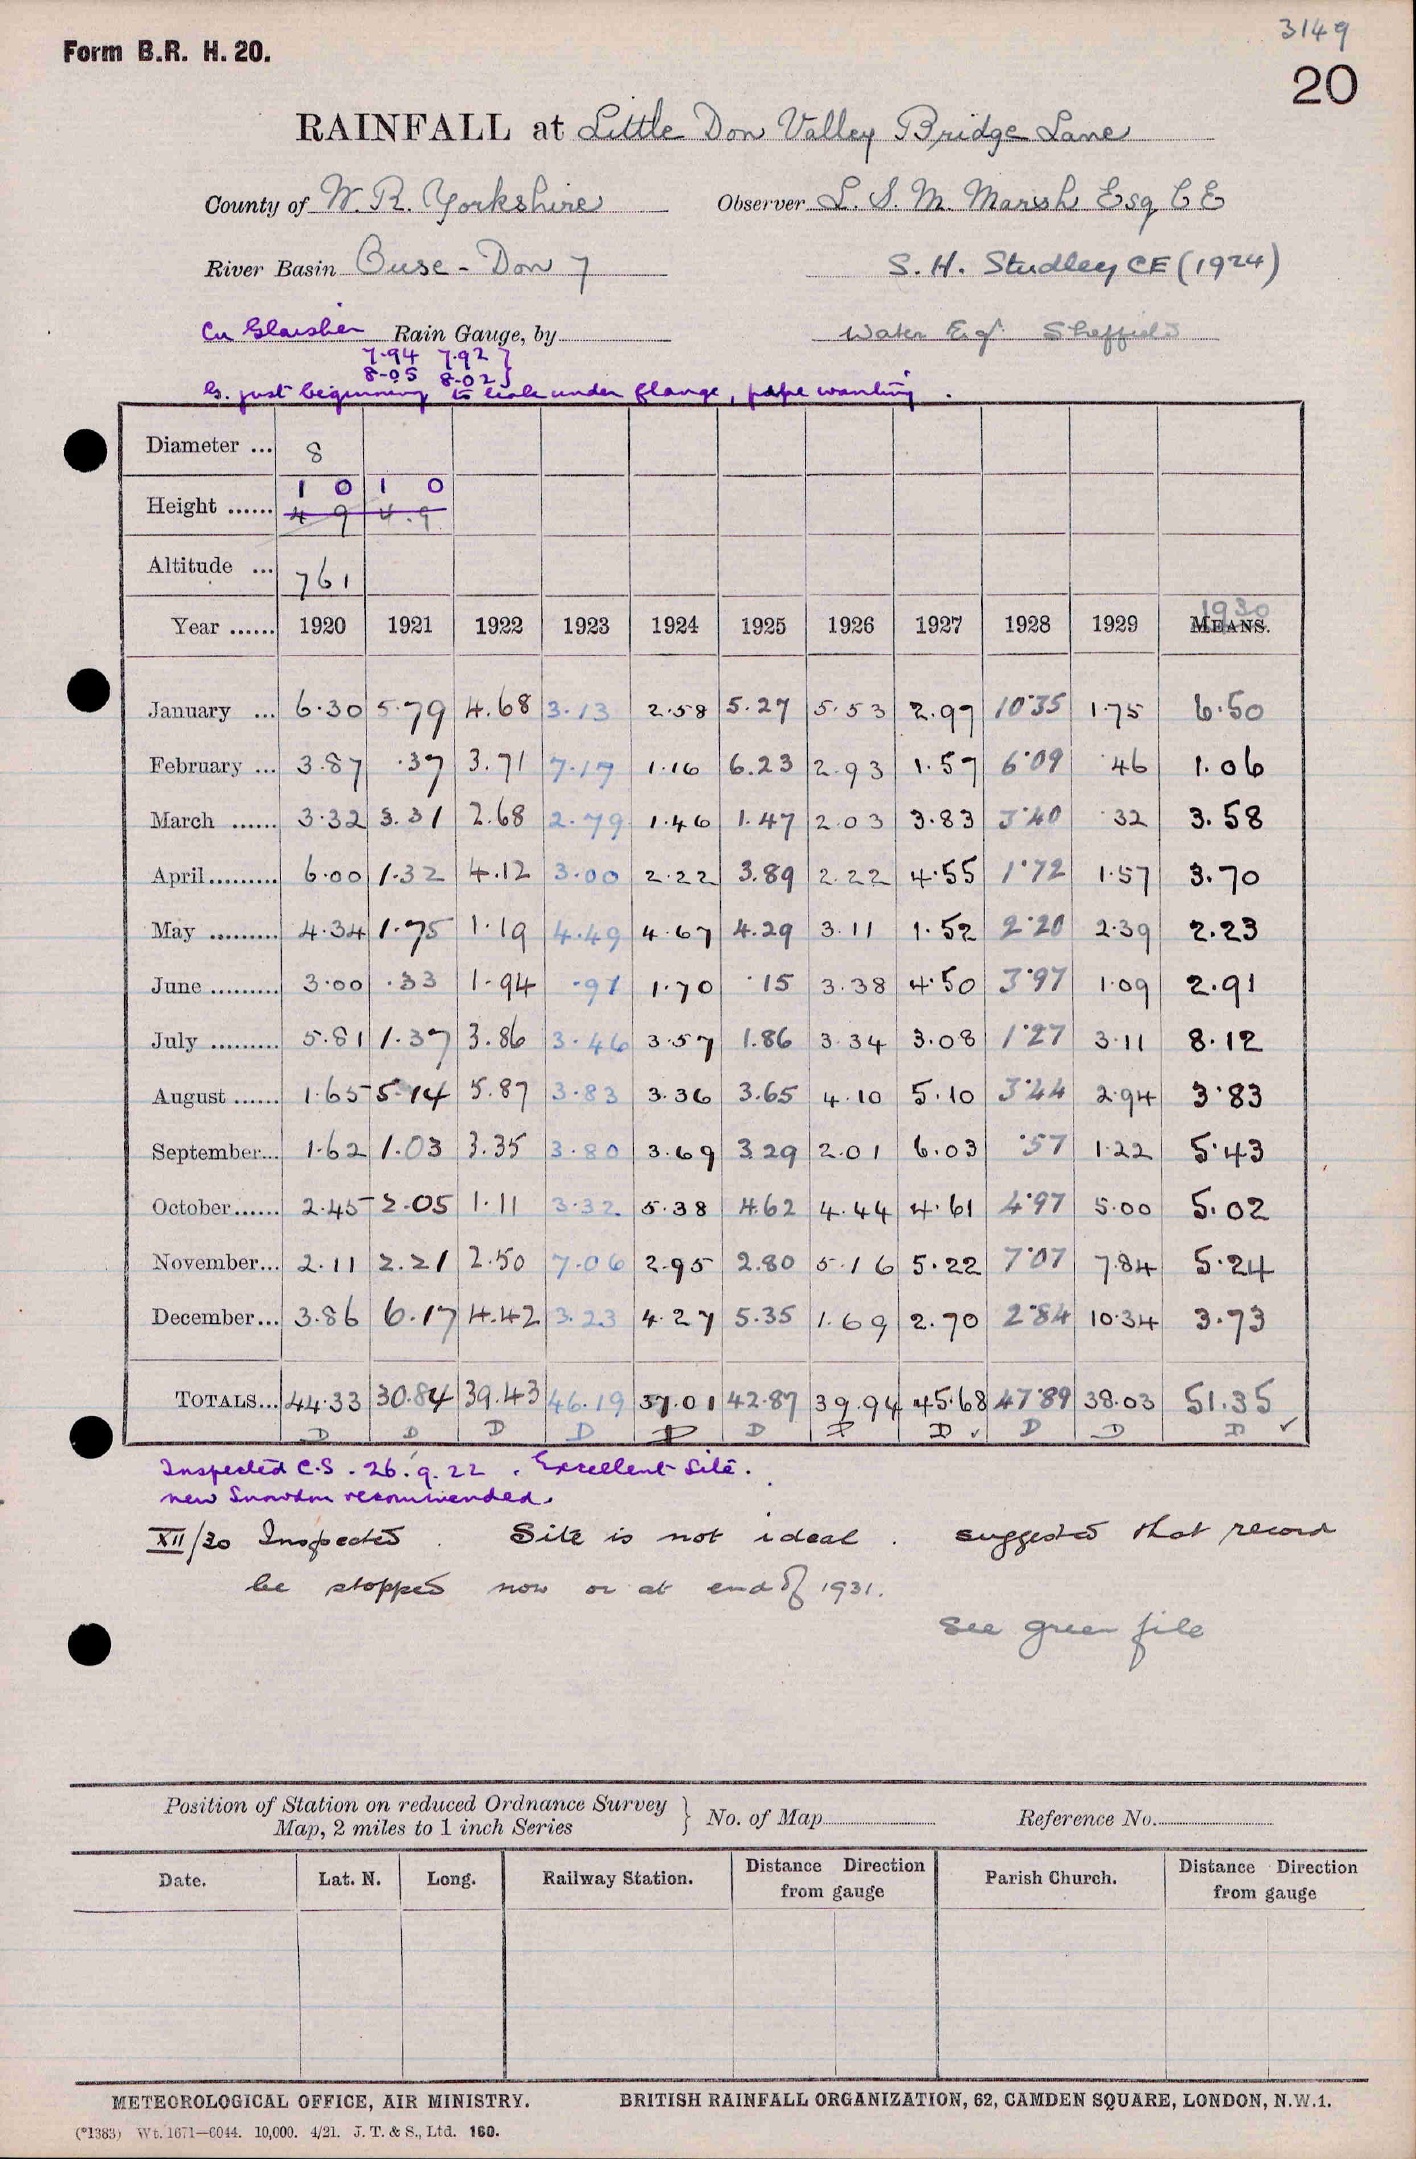 3149
Form B.R. H. 20.
20
RAINFALL at Little Don Valley Bridge Lane
County of W. R. Yorkshire Observer L. S. M. Marsh Esq C E
River Basin Ouse - Don 7 S. H. Studley CE (1924)
Cu Glaisher Rain Gauge, by Water Eqr Sheffield
7.94 7.92 }
8.05 8.02 }
G. just beginning to leak under flange, pipe wanting.
Diameter ... 8
1 0 1 0
Height ...... 4 9 4.9
Altitude ... 761
1930
Year ...... 1920 1921 1922 1923 1924 1925 1926 1927 1928 1929 MEANS.
January ... 6.30 5.79 4.68 3.13 2.58 5.27 5.53 2.97 10.35 1.75 6.50
February ... 3.87 .37 3.71 7.17 1.16 6.23 2.93 1.57 6.09 .46 1.06
March ...... 3.32 3.31 2.68 2.79 1.46 1.47 2.03 3.83 3.40 .32 3.58
April ......... 6.00 1.32 4.12 3.00 2.22 3.89 2.22 4.55 1.72 1.57 3.70
May ......... 4.34 1.75 1.19 4.49 4.67 4.29 3.11 1.52 2.20 2.39 2.23
June ......... 3.00 .33 1.94 .91 1.70 .15 3.38 4.50 3.97 1.09 2.91
July ......... 5.81 1.37 3.86 3.46 3.57 1.86 3.34 3.08 1.27 3.11 8.12
August ...... 1.65 5.14 5.87 3.83 3.36 3.65 4.10 5.10 3.44 2.94 3.83
September... 1.62 1.03 3.35 3.80 3.69 3.29 2.01 6.03 .57 1.22 5.43
October...... 2.45 2.05 1.11 3.32 5.38 4.62 4.44 4.61 4.97 5.00 5.02
November... 2.11 2.21 2.50 7.06 2.95 2.80 5.16 5.22 7.07 7.84 5.24
December... 3.86 6.17 4.42 3.23 4.27 5.35 1.69 2.70 2.84 10.34 3.73
TOTALS... 44.33 30.84 39.43 46.19 37.01 42.87 39.94 45.68 47.89 38.03 51.35
D D D D D D D D ✓ D D D ✓
Inspected C.S. 26.9.22. Excellent site.
new Snowdon recommended.
XII/30 Inspected. Site is not ideal. suggested that record
be stopped now or at end of 1931.
See green file
Position of Station on reduced Ordnance Survey
Map, 2 miles to 1 inch Series } No. of Map Reference No.
Date. Lat. N. Long. Railway Station. Distance from gauge Direction Parish Church. Distance from gauge Direction
METEOROLOGICAL OFFICE, AIR MINISTRY. BRITISH RAINFALL ORGANIZATION, 62, CAMDEN SQUARE, LONDON, N.W.1.
(*1383) Wt. 1671—6044. 10,000. 4/21. J. T. & S., Ltd. 160.